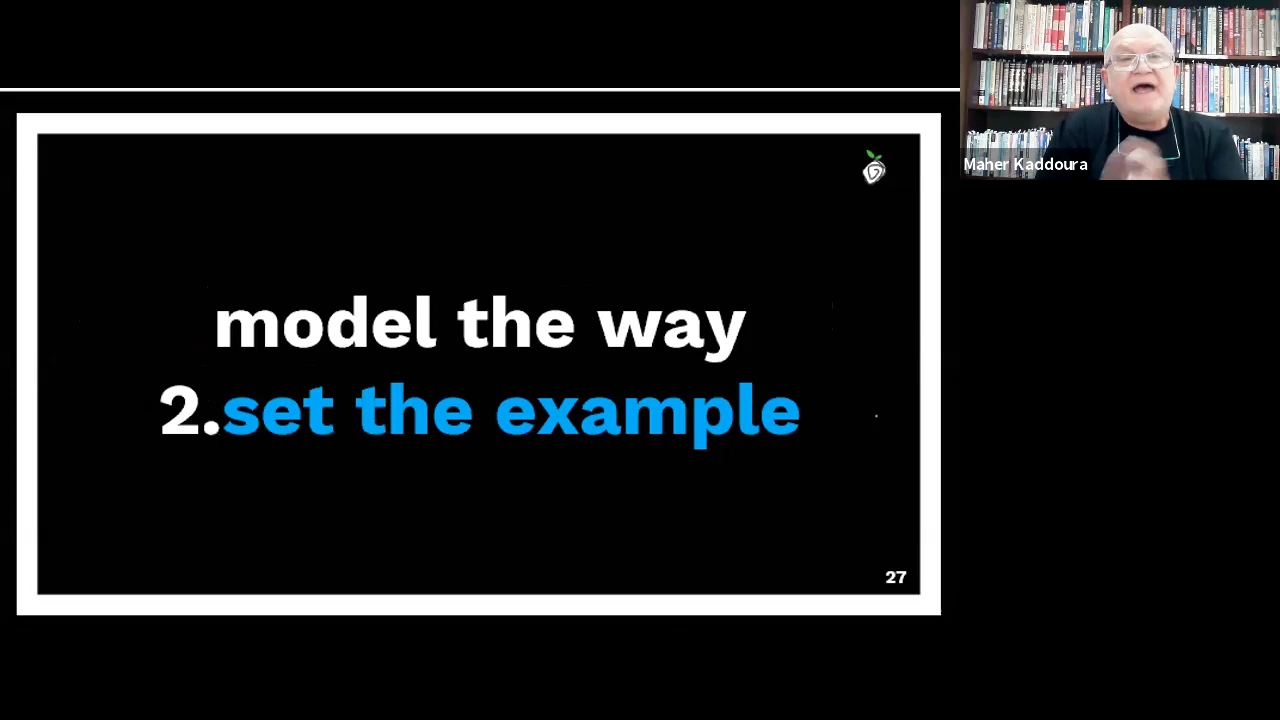 Maher Kaddoura
model the way
2.set the example
27